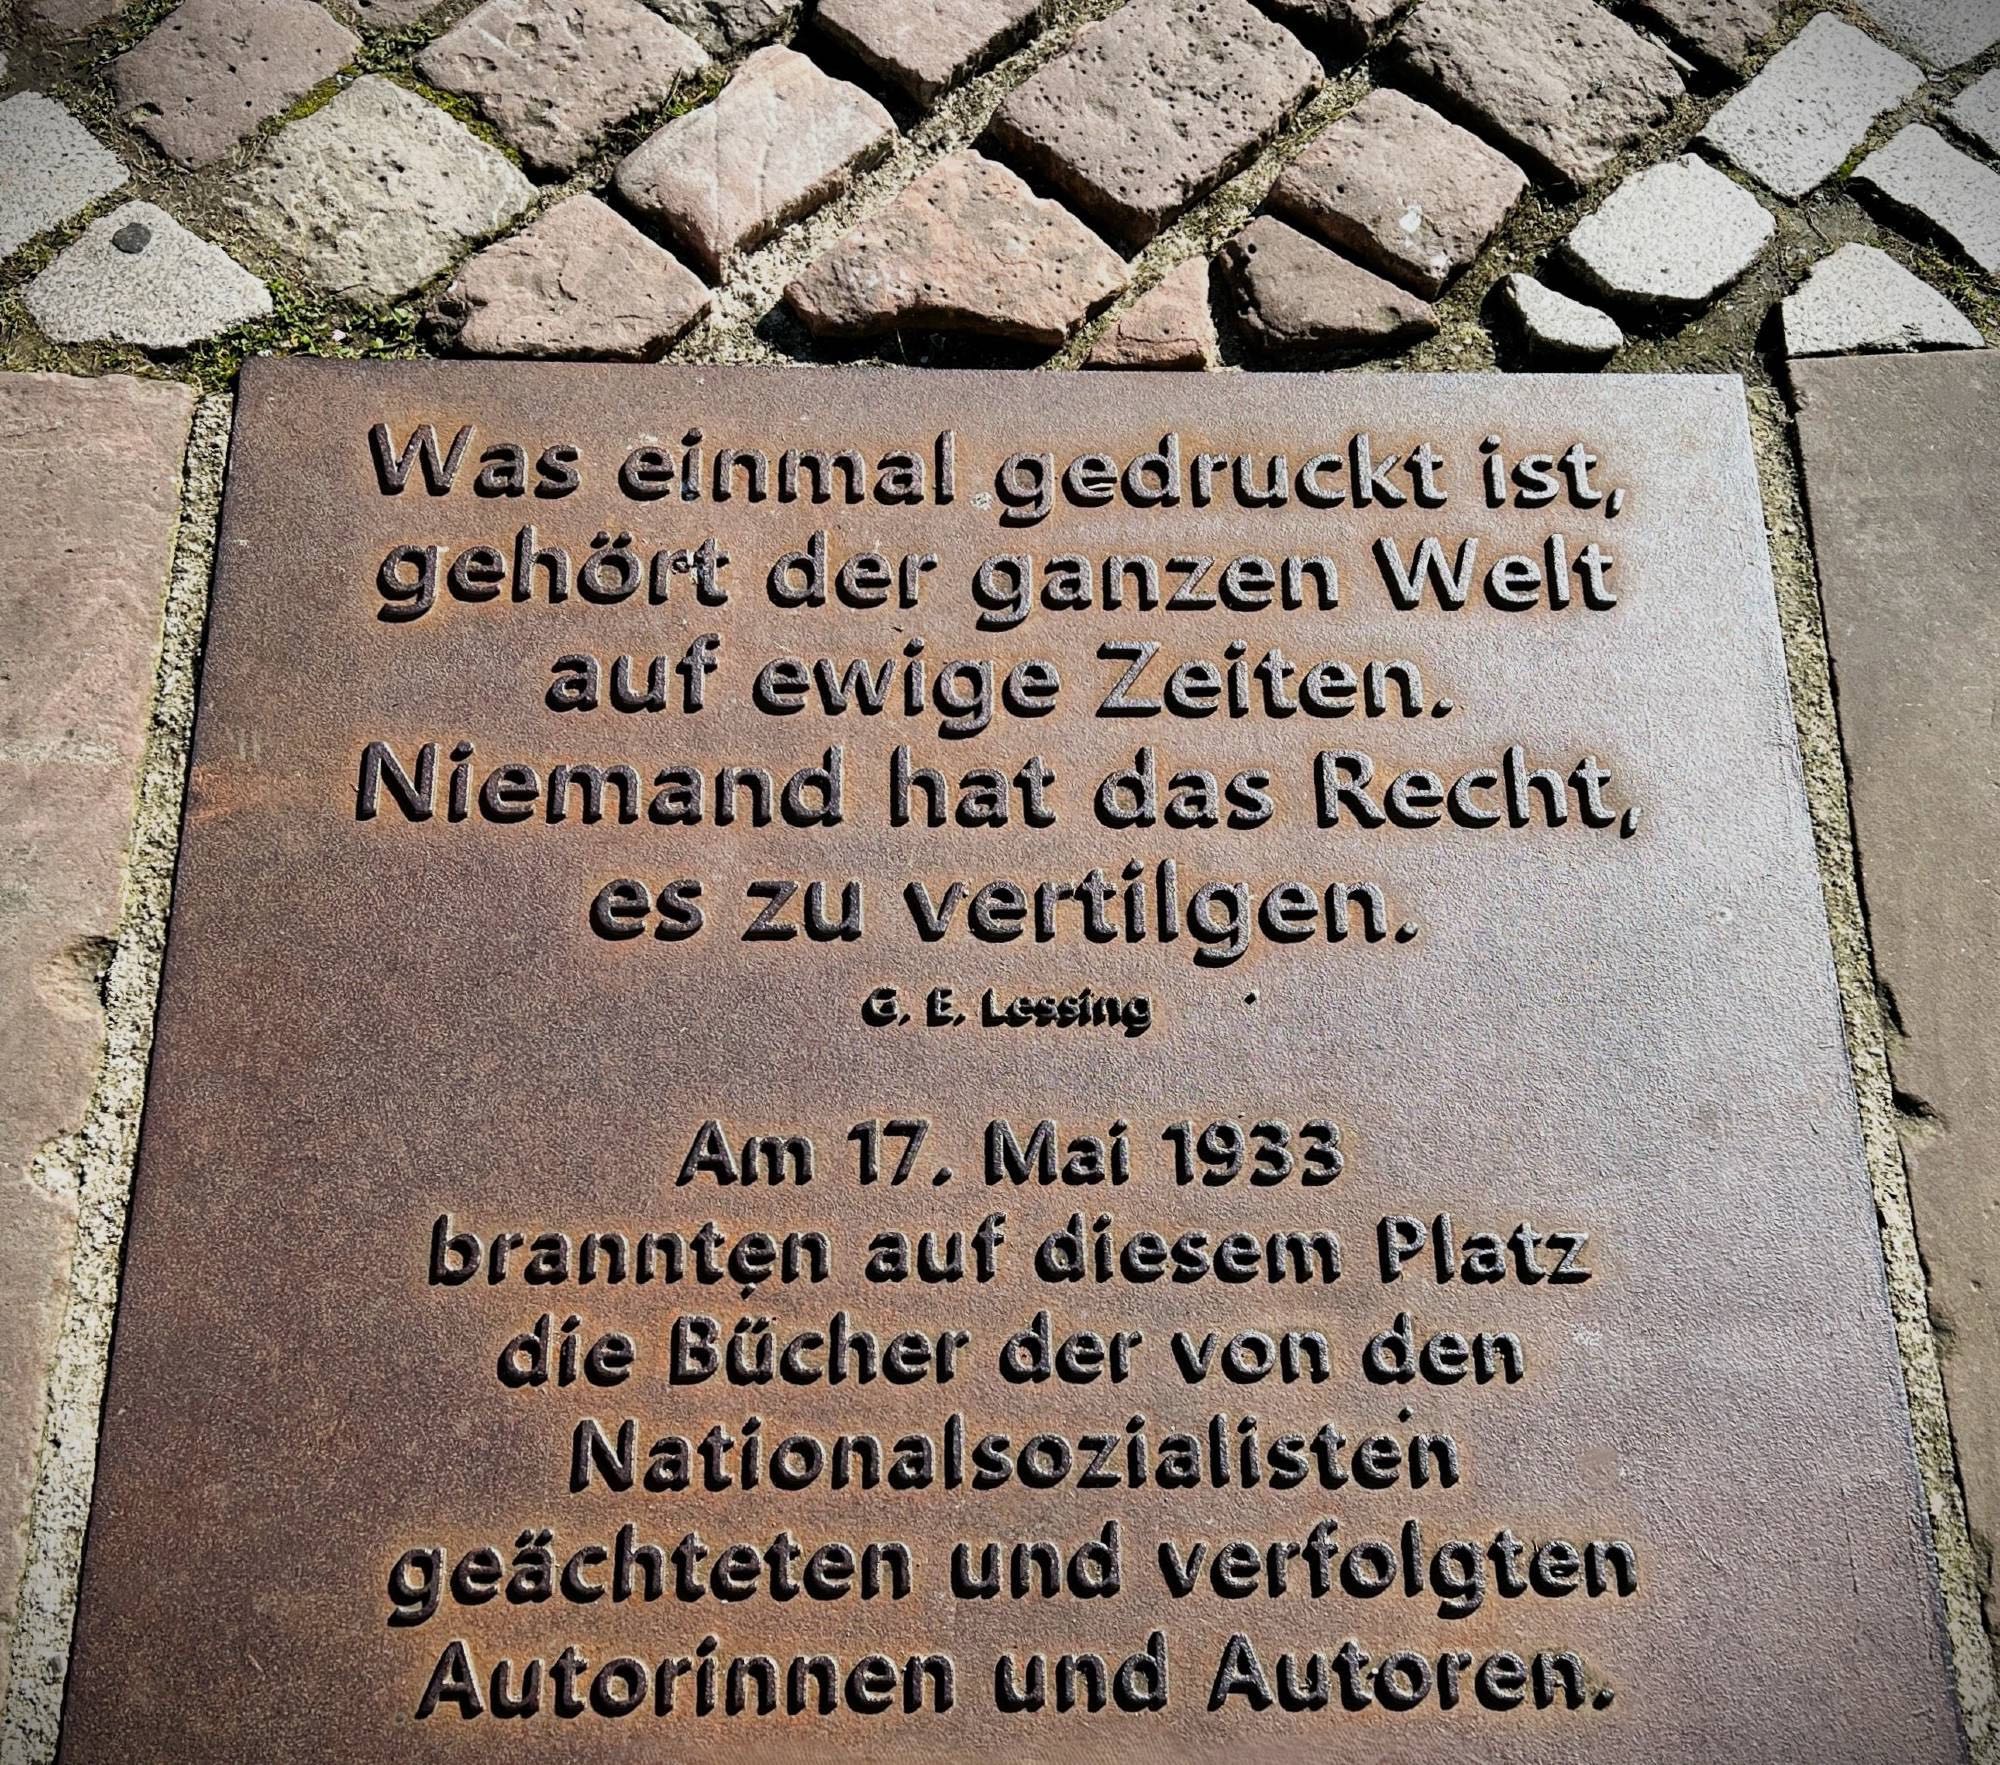 Was einmal gedruckt ist,
gehört der ganzen Welt
auf ewige Zeiten.
Niemand hat das Recht,
es zu vertilgen.
G. E. Lessing
Am 17. Mai 1933
brannten auf diesem Platz
die Bücher der von den
Nationalsozialisten
geächteten und verfolgten
Autorinnen und Autoren.